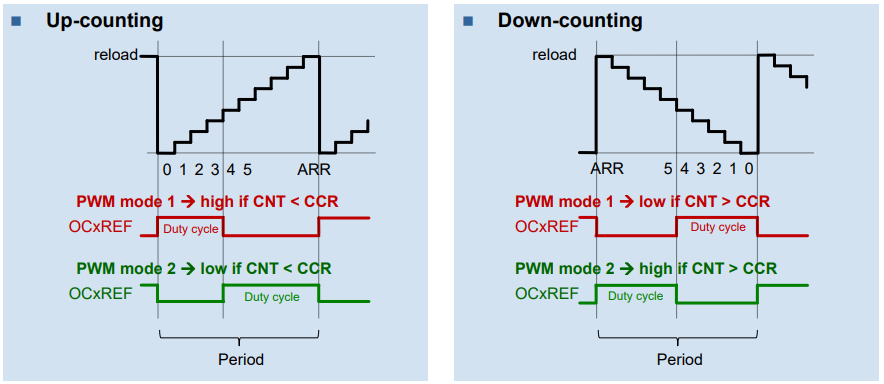 Up-counting
reload
0 1 2 3 4 5 ARR
PWM mode 1 → high if CNT < CCR
OCxREF
Duty cycle
PWM mode 2 → low if CNT < CCR
OCxREF
Duty cycle
Period
Down-counting
reload
ARR 5 4 3 2 1 0
PWM mode 1 → low if CNT > CCR
OCxREF
Duty cycle
PWM mode 2 → high if CNT > CCR
OCxREF
Duty cycle
Period